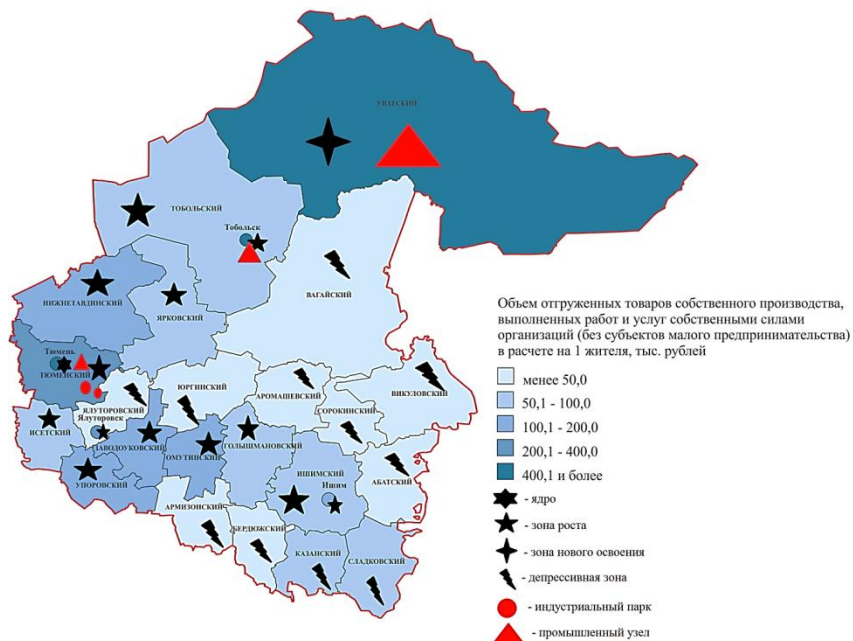 УВАТСКИЙ
ТОБОЛЬСКИЙ
Тобольск
ВАГАЙСКИЙ
НИЖНЕТАВДИНСКИЙ
ЯРКОВСКИЙ
Тюмень
ТЮМЕНСКИЙ
ЮРГИНСКИЙ
АРОМАШЕВСКИЙ
ВИКУЛОВСКИЙ
ЯЛУТОРОВСКИЙ
Ялуторовск
СОРОКИНСКИЙ
ИСЕТСКИЙ
ЗАВОДОУКОВСКИЙ
ОМУТИНСКИЙ
ГОЛЫШМАНОВСКИЙ
ИШИМСКИЙ
Ишим
АБАТСКИЙ
УПОРОВСКИЙ
АРМИЗОНСКИЙ
БЕРДЮЖСКИЙ
КАЗАНСКИЙ
СЛАДКОВСКИЙ
Объем отгруженных товаров собственного производства,
выполненных работ и услуг собственными силами
организаций (без субъектов малого предпринимательства)
в расчете на 1 жителя, тыс. рублей
менее 50,0
50,1 - 100,0
100,1 - 200,0
200,1 - 400,0
400,1 и более
- ядро
- зона роста
- зона нового освоения
- депрессивная зона
- индустриальный парк
- промышленный узел